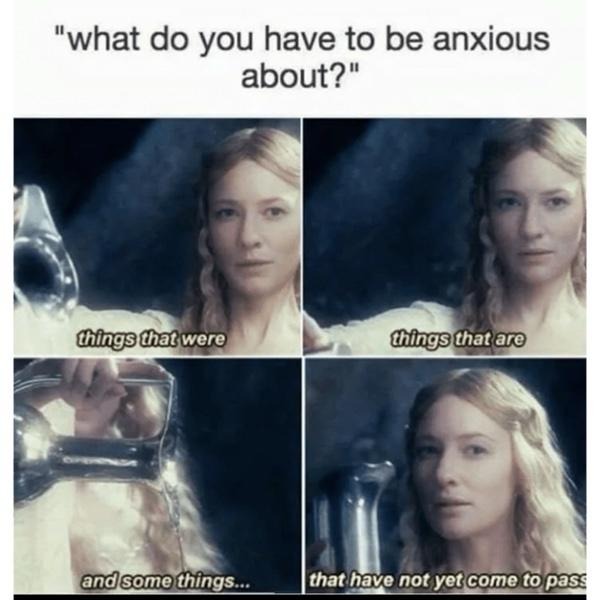 "what do you have to be anxious
about?"
things that were
things that are
and some things...
that have not yet come to pass